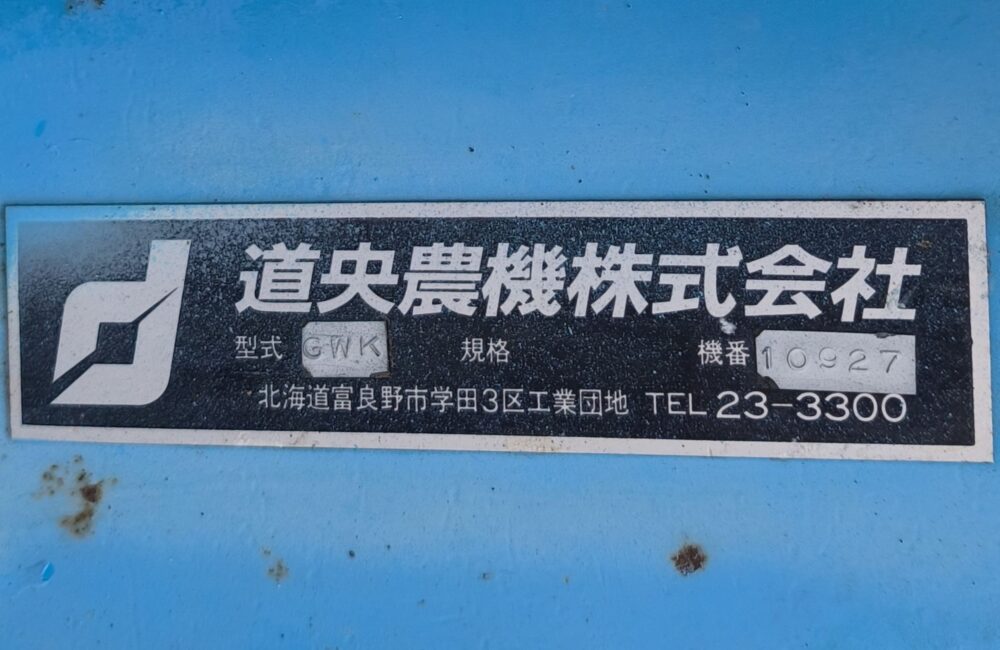 道央農機株式会社
型式 GWK 規格 機番 10927
北海道富良野市学田3区工業団地 TEL 23-3300